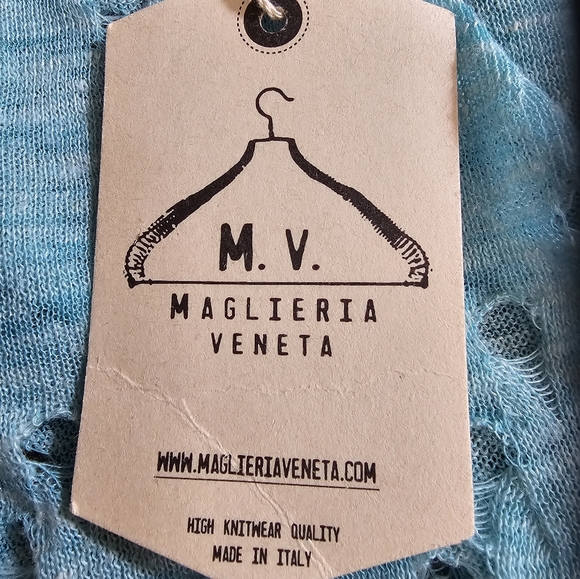 M. V.
MAGLIERIA
VENETA
WWW.MAGLIERIAVENETA.COM
HIGH KNITWEAR QUALITY
MADE IN ITALY